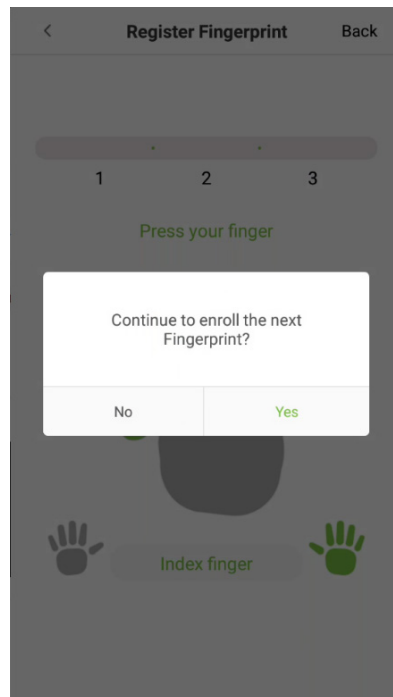 Register Fingerprint Back
1 2 3
Press your finger
Continue to enroll the next
Fingerprint?
No Yes
Index finger